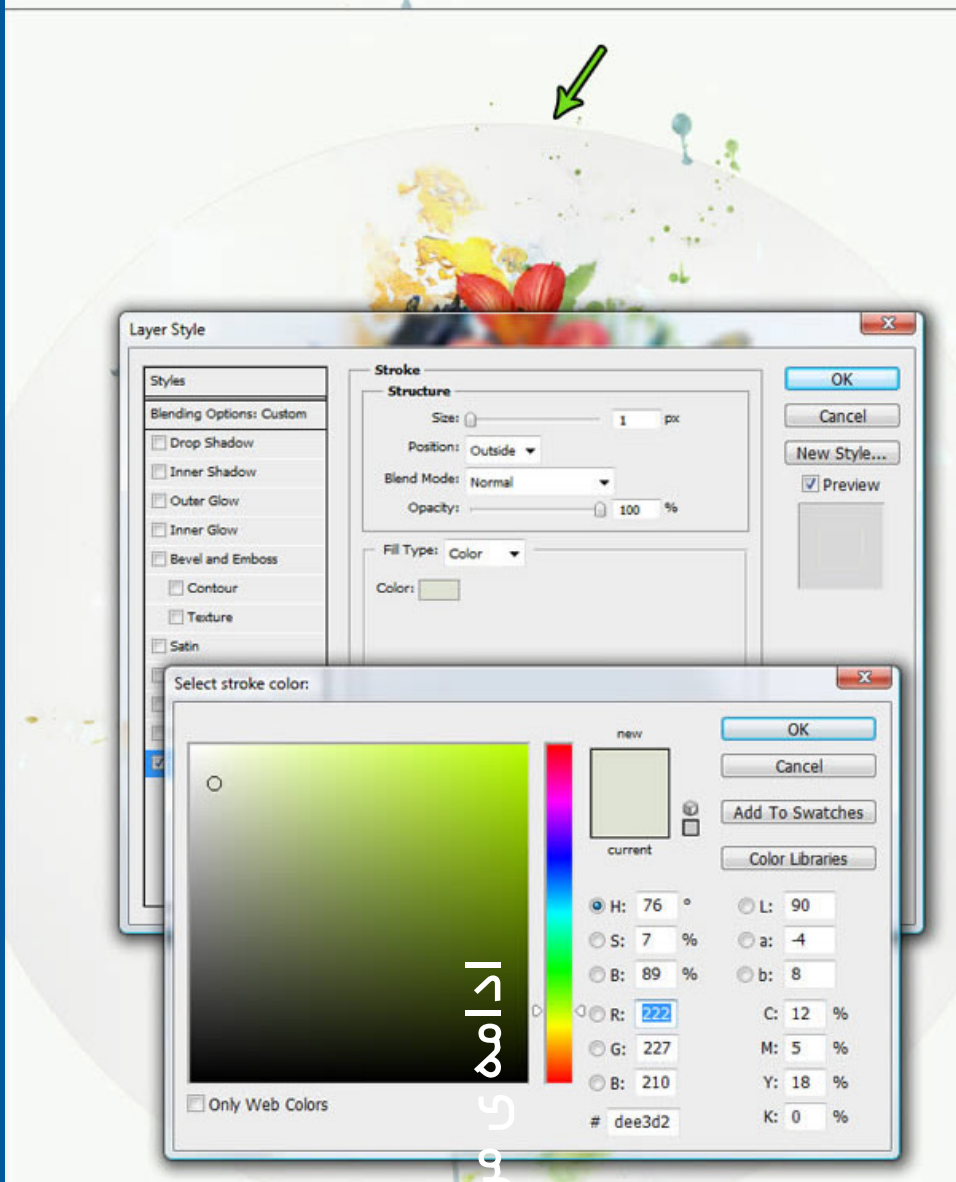 Layer Style
Styles
Blending Options: Custom
Drop Shadow
Inner Shadow
Outer Glow
Inner Glow
Bevel and Emboss
Contour
Texture
Satin
Stroke
Structure
Size: 1 px
Position: Outside
Blend Mode: Normal
Opacity: 100 %
Fill Type: Color
Color:
OK
Cancel
New Style...
Preview
Select stroke color:
new
current
OK
Cancel
Add To Swatches
Color Libraries
H: 76 ° L: 90
S: 7 % a: -4
B: 89 % b: 8
R: 222 C: 12 %
G: 227 M: 5 %
B: 210 Y: 18 %
# dee3d2 K: 0 %
Only Web Colors
ادامه ی